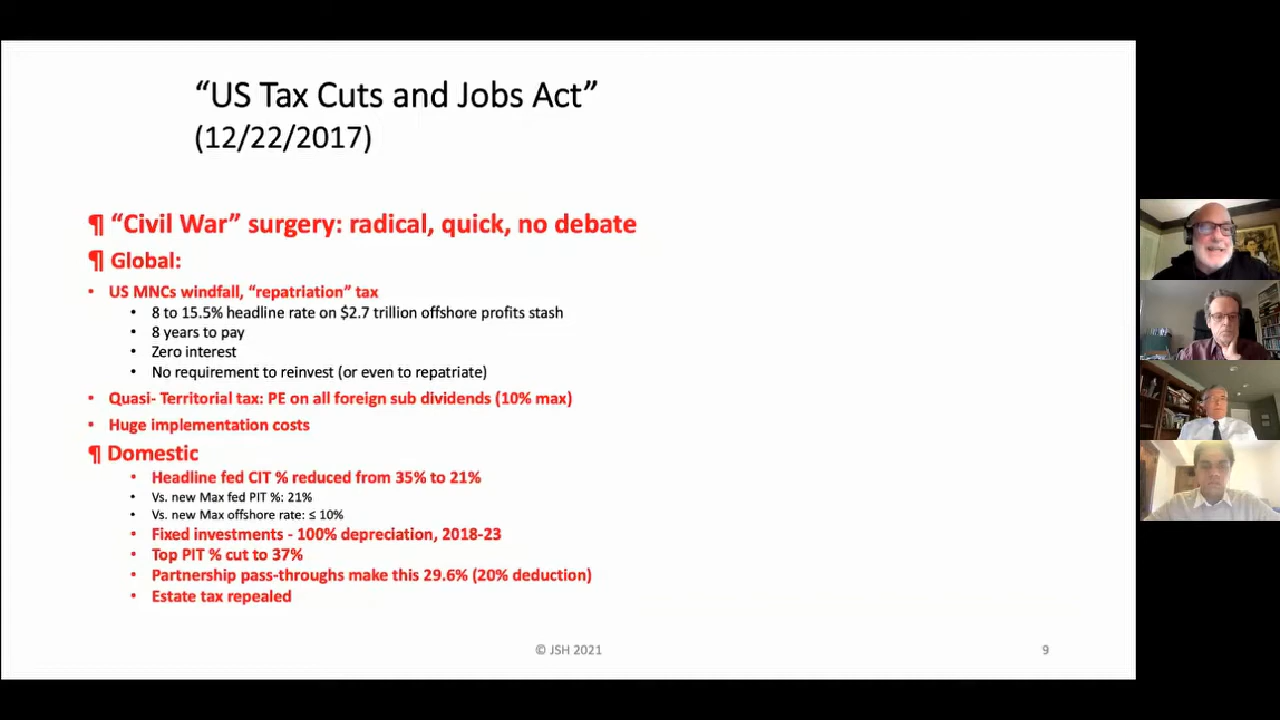 “US Tax Cuts and Jobs Act”
(12/22/2017)
¶ “Civil War” surgery: radical, quick, no debate
¶ Global:
• US MNCs windfall, “repatriation” tax
• 8 to 15.5% headline rate on $2.7 trillion offshore profits stash
• 8 years to pay
• Zero interest
• No requirement to reinvest (or even to repatriate)
• Quasi- Territorial tax: PE on all foreign sub dividends (10% max)
• Huge implementation costs
¶ Domestic
• Headline fed CIT % reduced from 35% to 21%
• Vs. new Max fed PIT %: 21%
• Vs. new Max offshore rate: ≤ 10%
• Fixed investments - 100% depreciation, 2018-23
• Top PIT % cut to 37%
• Partnership pass-throughs make this 29.6% (20% deduction)
• Estate tax repealed
© JSH 2021
9